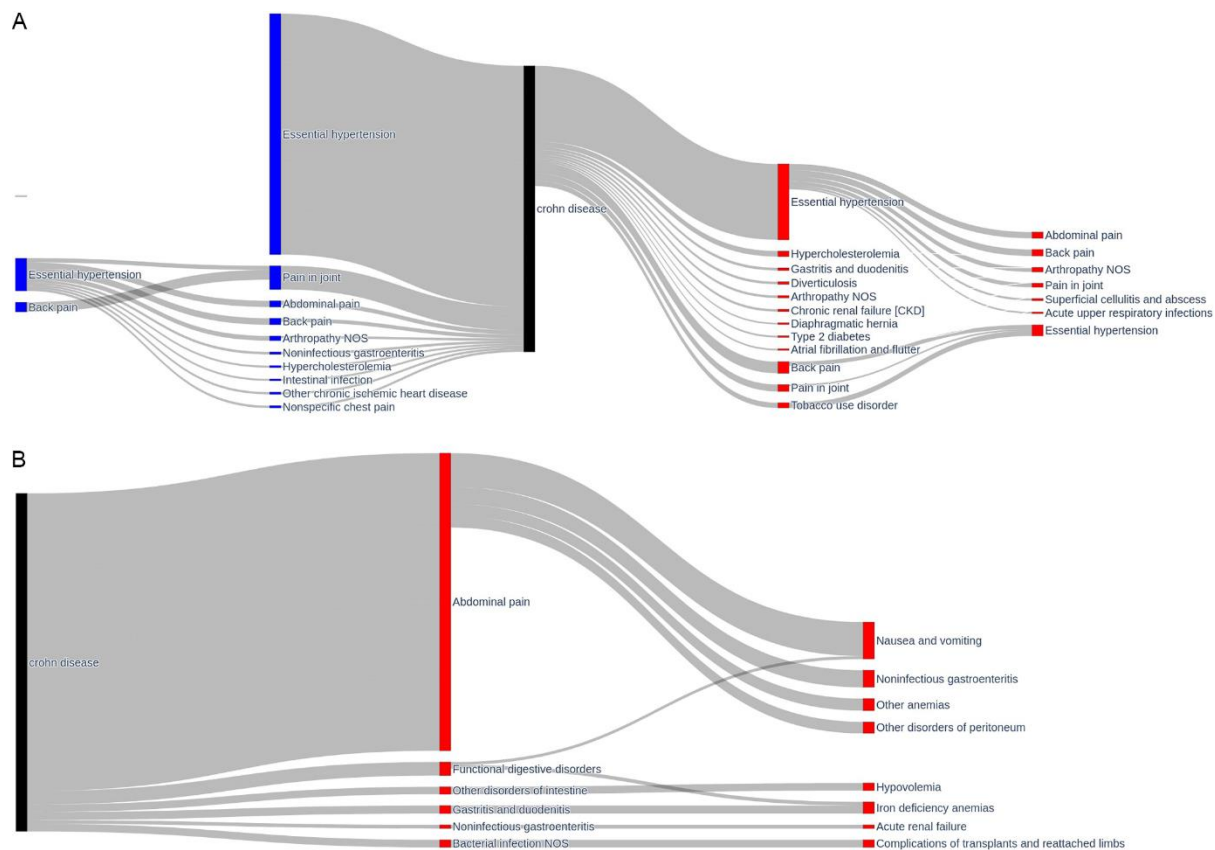 A
Essential hypertension
Back pain
Essential hypertension
Pain in joint
Abdominal pain
Back pain
Arthropathy NOS
Noninfectious gastroenteritis
Hypercholesterolemia
Intestinal infection
Other chronic ischemic heart disease
Nonspecific chest pain
crohn disease
Essential hypertension
Hypercholesterolemia
Gastritis and duodenitis
Diverticulosis
Arthropathy NOS
Chronic renal failure [CKD]
Diaphragmatic hernia
Type 2 diabetes
Atrial fibrillation and flutter
Back pain
Pain in joint
Tobacco use disorder
Abdominal pain
Back pain
Arthropathy NOS
Pain in joint
Superficial cellulitis and abscess
Acute upper respiratory infections
Essential hypertension
B
crohn disease
Abdominal pain
Functional digestive disorders
Other disorders of intestine
Gastritis and duodenitis
Noninfectious gastroenteritis
Bacterial infection NOS
Nausea and vomiting
Noninfectious gastroenteritis
Other anemias
Other disorders of peritoneum
Hypovolemia
Iron deficiency anemias
Acute renal failure
Complications of transplants and reattached limbs